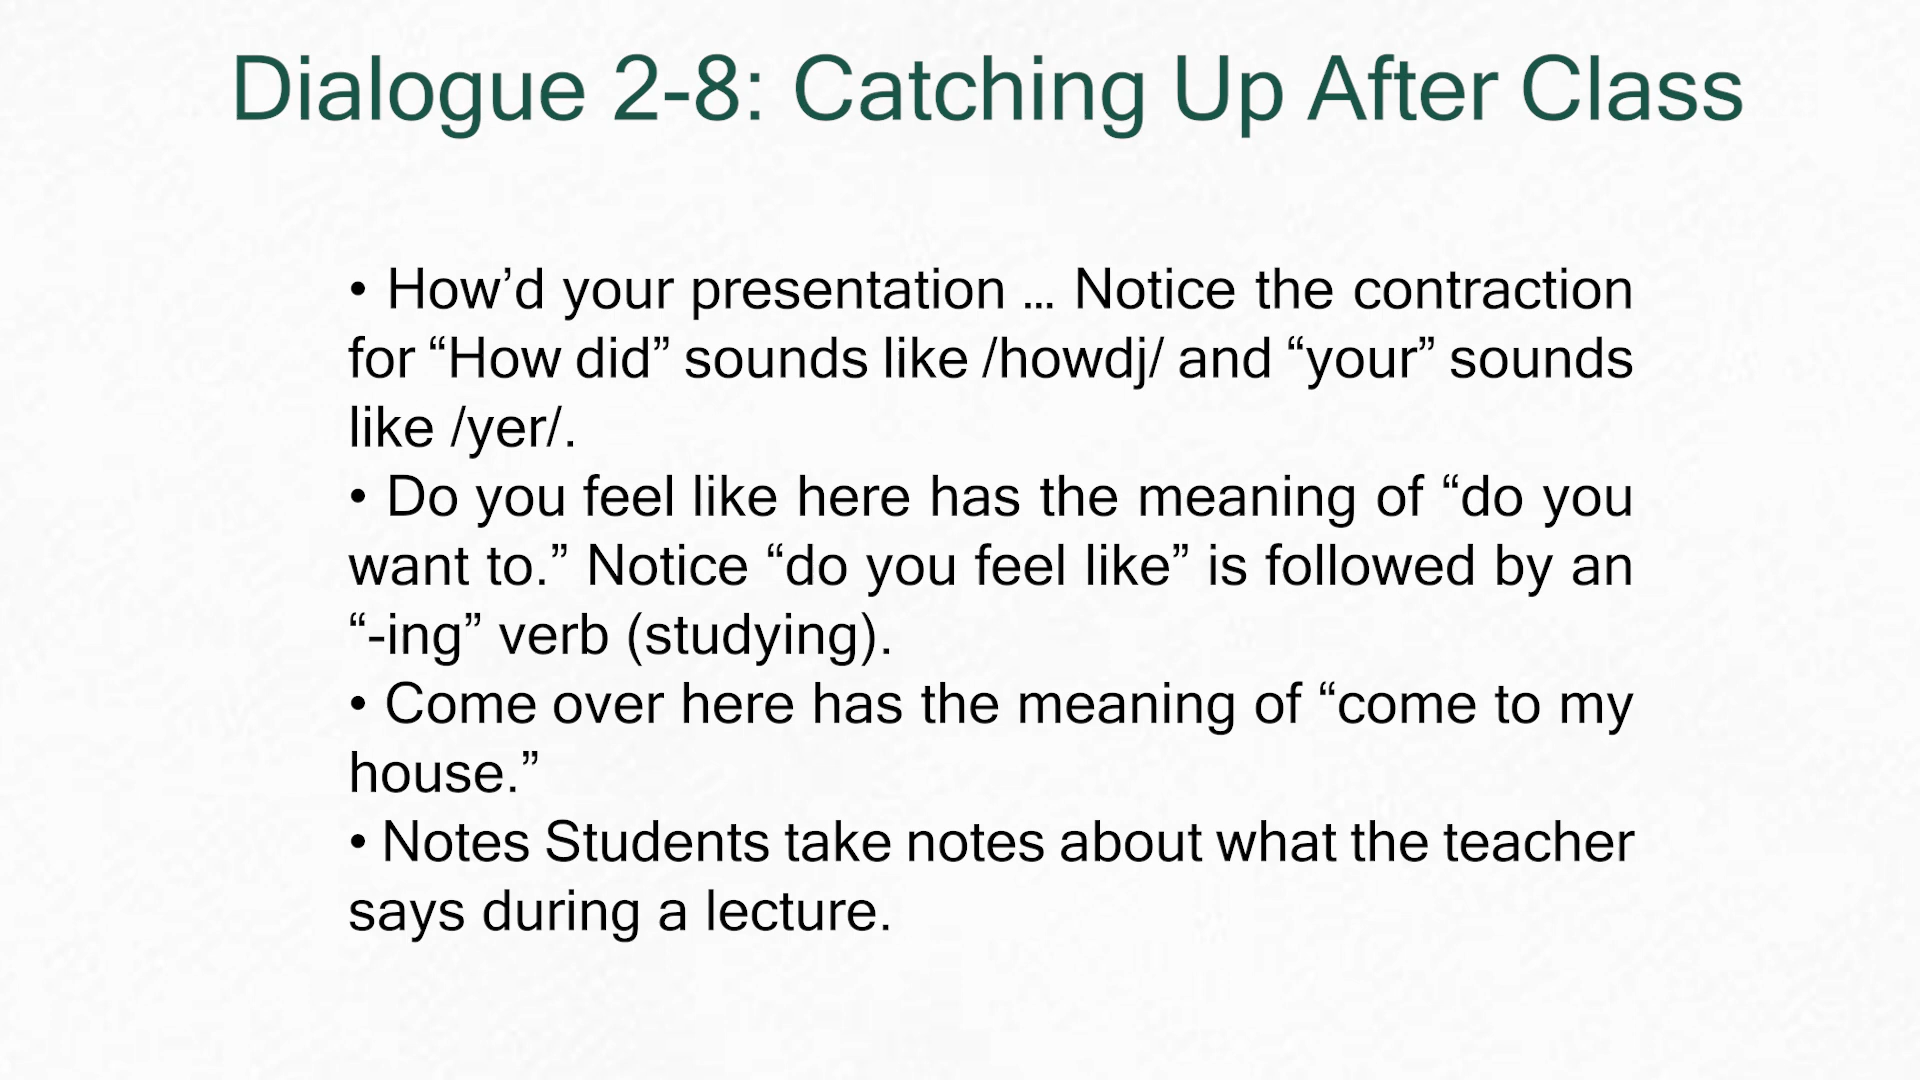 Dialogue 2-8: Catching Up After Class
• How’d your presentation … Notice the contraction
for “How did” sounds like /howdj/ and “your” sounds
like /yer/.
• Do you feel like here has the meaning of “do you
want to.” Notice “do you feel like” is followed by an
“-ing” verb (studying).
• Come over here has the meaning of “come to my
house.”
• Notes Students take notes about what the teacher
says during a lecture.